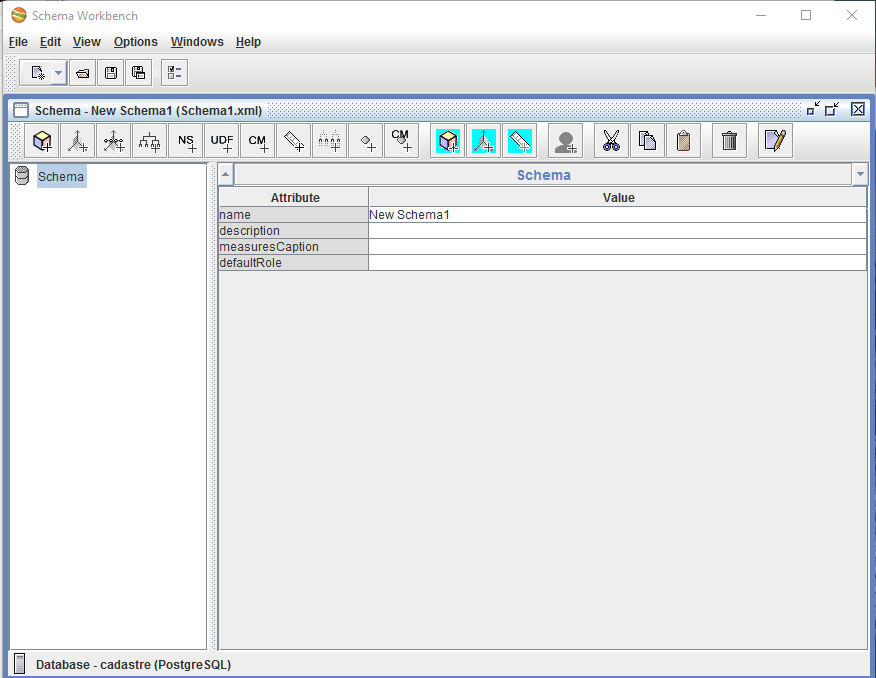 Schema Workbench
File Edit View Options Windows Help
Schema - New Schema1 (Schema1.xml)
NS UDF CM CM
Schema
Schema
Attribute Value
name New Schema1
description
measuresCaption
defaultRole
Database - cadastre (PostgreSQL)